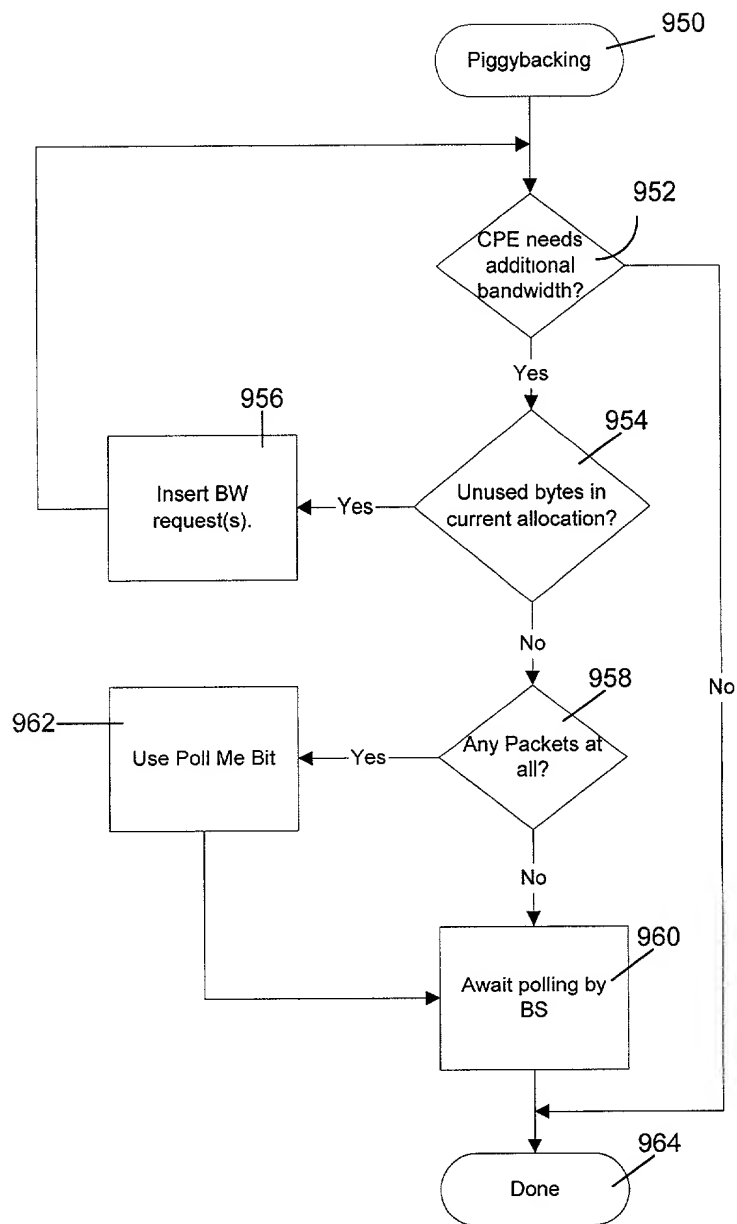 950
Piggybacking
952
CPE needs
additional
bandwidth?
Yes
956
954
Insert BW
request(s).
Yes
Unused bytes in
current allocation?
No
958
No
962
Use Poll Me Bit
Yes
Any Packets at
all?
No
960
Await polling by
BS
964
Done